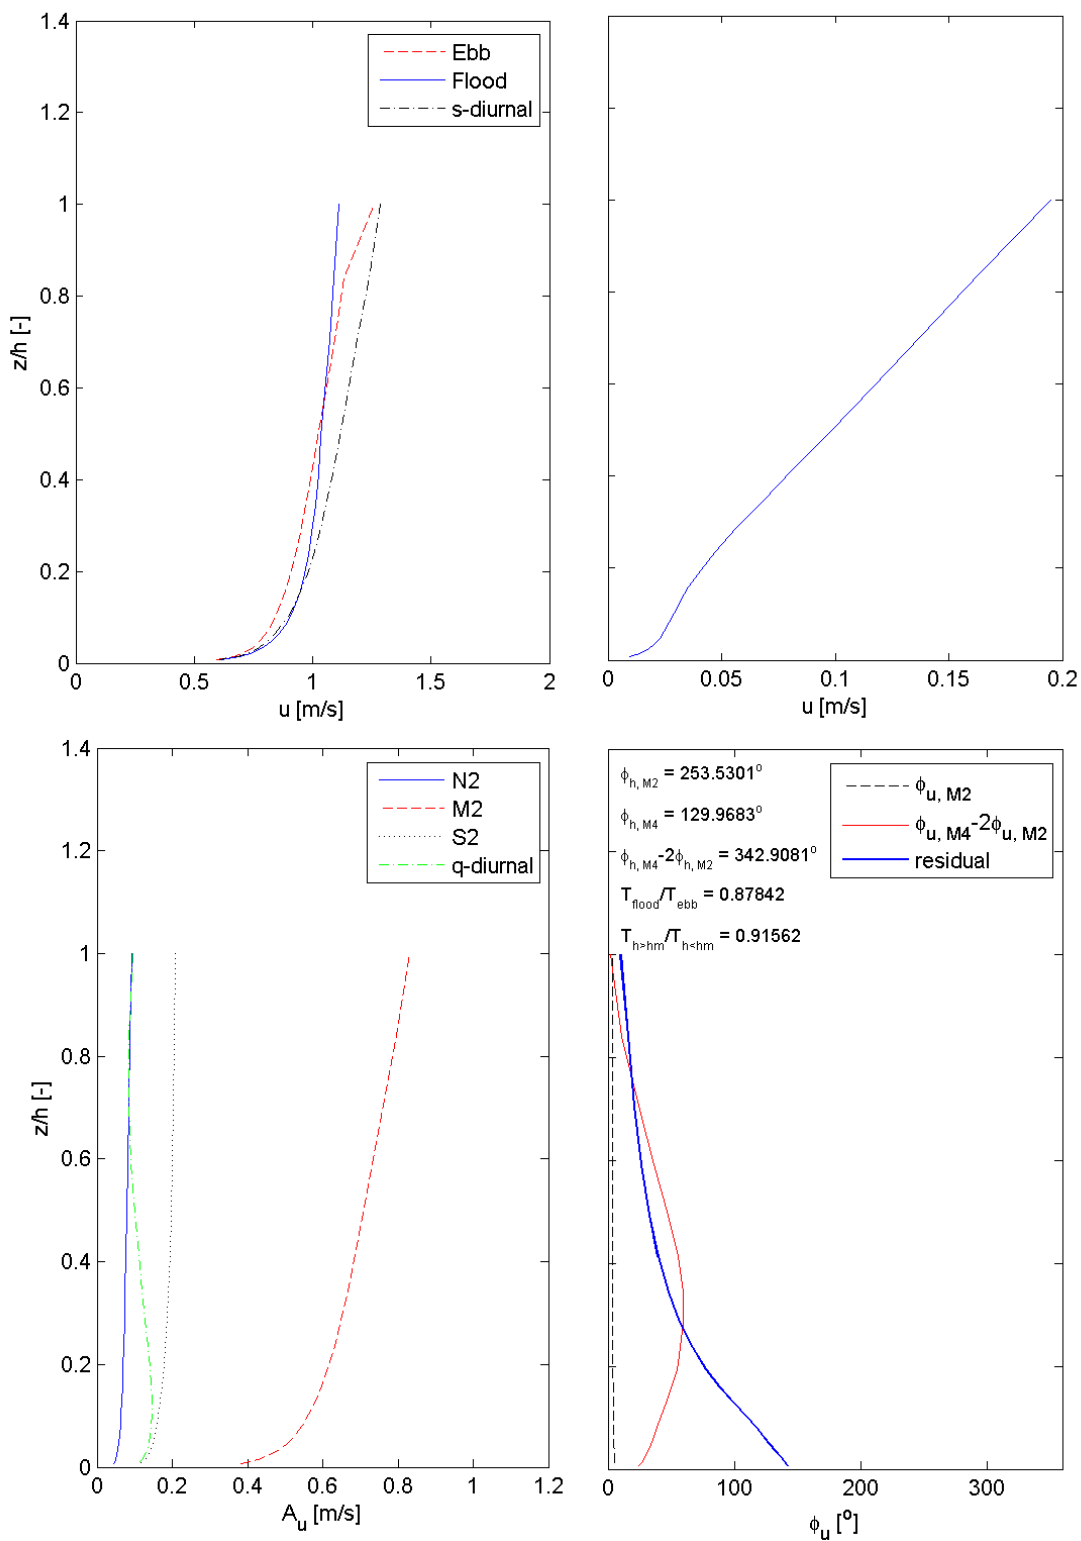 1.4
1.2
1
0.8
0.6
0.4
0.2
0
z/h [-]
Ebb
Flood
s-diurnal
0 0.5 1 1.5 2
u [m/s]
0 0.05 0.1 0.15 0.2
u [m/s]
1.4
1.2
1
0.8
0.6
0.4
0.2
0
z/h [-]
N2
M2
S2
q-diurnal
0 0.2 0.4 0.6 0.8 1 1.2
A_u [m/s]
ϕ_h, M2 = 253.5301°
ϕ_h, M4 = 129.9683°
ϕ_h, M4-2ϕ_h, M2 = 342.9081°
T_flood/T_ebb = 0.87842
T_h>hm/T_h<hm = 0.91562
ϕ_u, M2
ϕ_u, M4-2ϕ_u, M2
residual
0 100 200 300
ϕ_u [°]